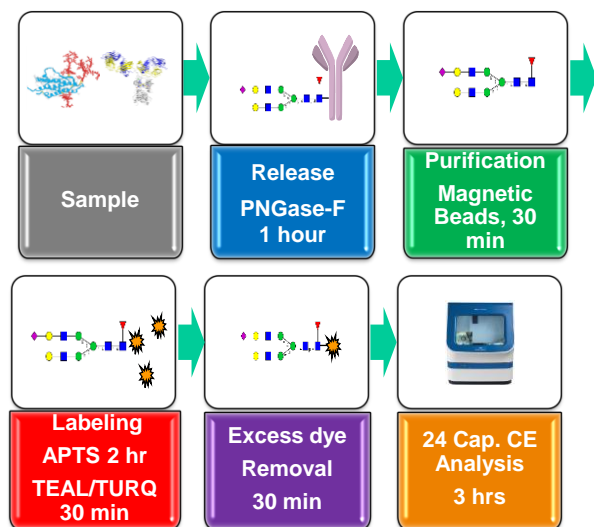 Sample
Release
PNGase-F
1 hour
Purification
Magnetic
Beads, 30
min
Labeling
APTS 2 hr
TEAL/TURQ
30 min
Excess dye
Removal
30 min
24 Cap. CE
Analysis
3 hrs